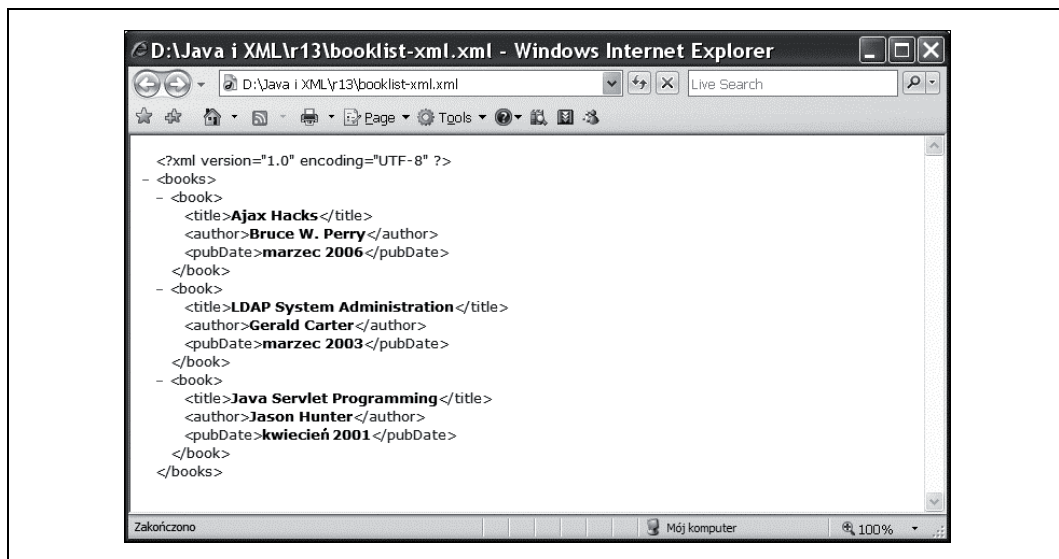 D:\Java i XML\r13\booklist-xml.xml - Windows Internet Explorer
D:\Java i XML\r13\booklist-xml.xml
Live Search
Page Tools
<?xml version="1.0" encoding="UTF-8" ?>
- <books>
- <book>
<title>Ajax Hacks</title>
<author>Bruce W. Perry</author>
<pubDate>marzec 2006</pubDate>
</book>
- <book>
<title>LDAP System Administration</title>
<author>Gerald Carter</author>
<pubDate>marzec 2003</pubDate>
</book>
- <book>
<title>Java Servlet Programming</title>
<author>Jason Hunter</author>
<pubDate>kwiecień 2001</pubDate>
</book>
</books>
Zakończono Mój komputer 100%